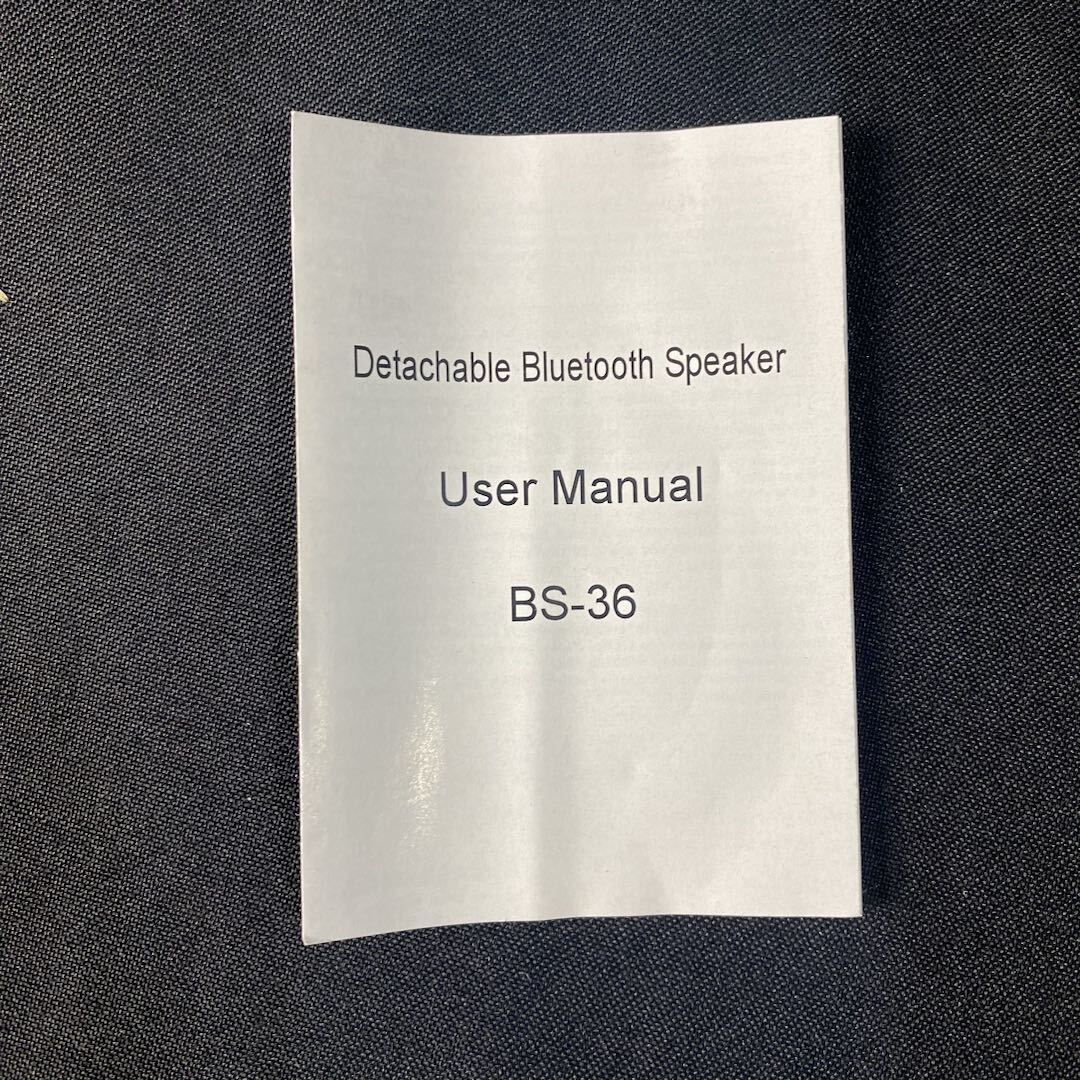 Detachable Bluetooth Speaker
User Manual
BS-36